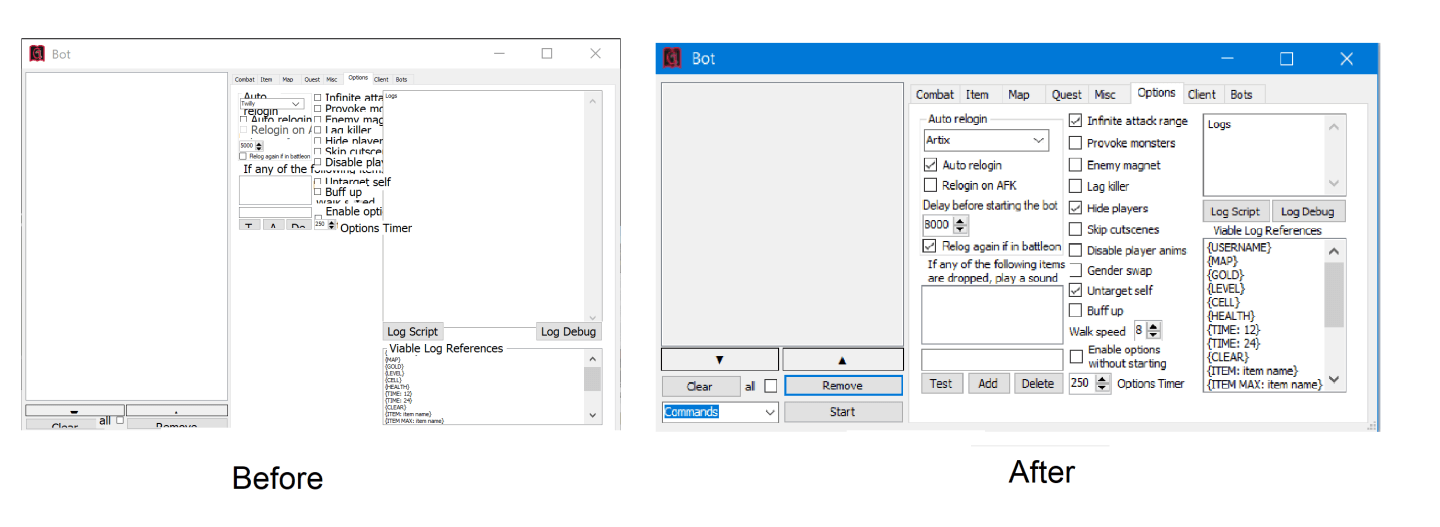 Bot
Combat Item Map Quest Misc Options Client Bots
Auto
relogin
Twilly
Auto relogin
Relogin on A
5000
Relog again if in battleon
If any of the f
Infinite atta
Provoke mo
Enemy mag
Lag killer
Hide player
Skip cutsce
Disable pla
Untarget self
Buff up
Enable opti
250 Options Timer
Logs
Log Script Log Debug
Viable Log References
{MAP}
{GOLD}
{LEVEL}
{CELL}
{HEALTH}
{TIME: 12}
{TIME: 24}
{CLEAR}
{ITEM: item name}
{ITEM MAX: item name}
Clear all Remove
Before
Bot
Combat Item Map Quest Misc Options Client Bots
Auto relogin
Artix
Auto relogin
Relogin on AFK
Delay before starting the bot
8000
Relog again if in battleon
If any of the following items
are dropped, play a sound
Test Add Delete
Infinite attack range
Provoke monsters
Enemy magnet
Lag killer
Hide players
Skip cutscenes
Disable player anims
Gender swap
Untarget self
Buff up
Walk speed 8
Enable options
without starting
250 Options Timer
Logs
Log Script Log Debug
Viable Log References
{USERNAME}
{MAP}
{GOLD}
{LEVEL}
{CELL}
{HEALTH}
{TIME: 12}
{TIME: 24}
{CLEAR}
{ITEM: item name}
{ITEM MAX: item name}
Clear all Remove
Commands Start
After